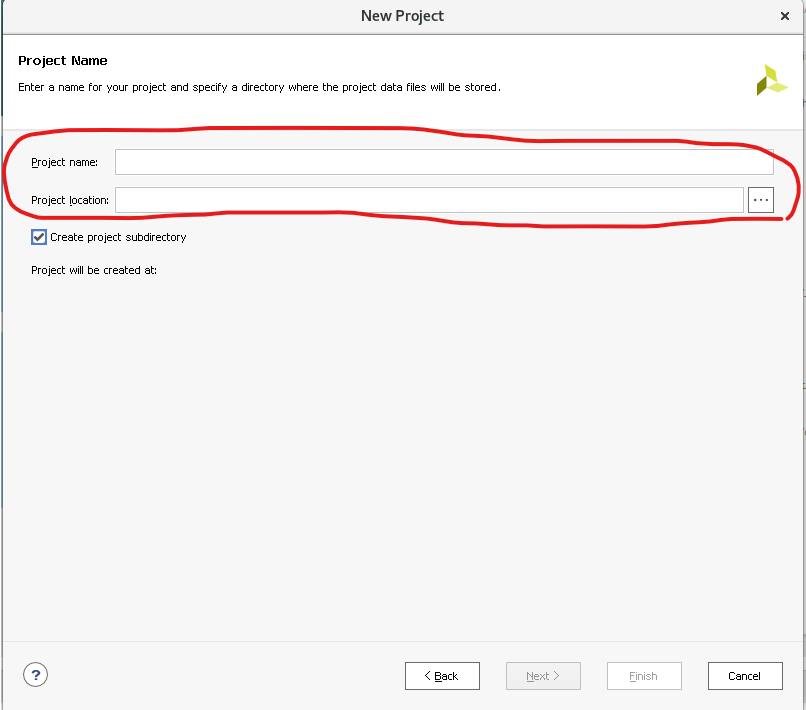 New Project
Project Name
Enter a name for your project and specify a directory where the project data files will be stored.
Project name:
Project location:
...
Create project subdirectory
Project will be created at:
? < Back Next > Finish Cancel